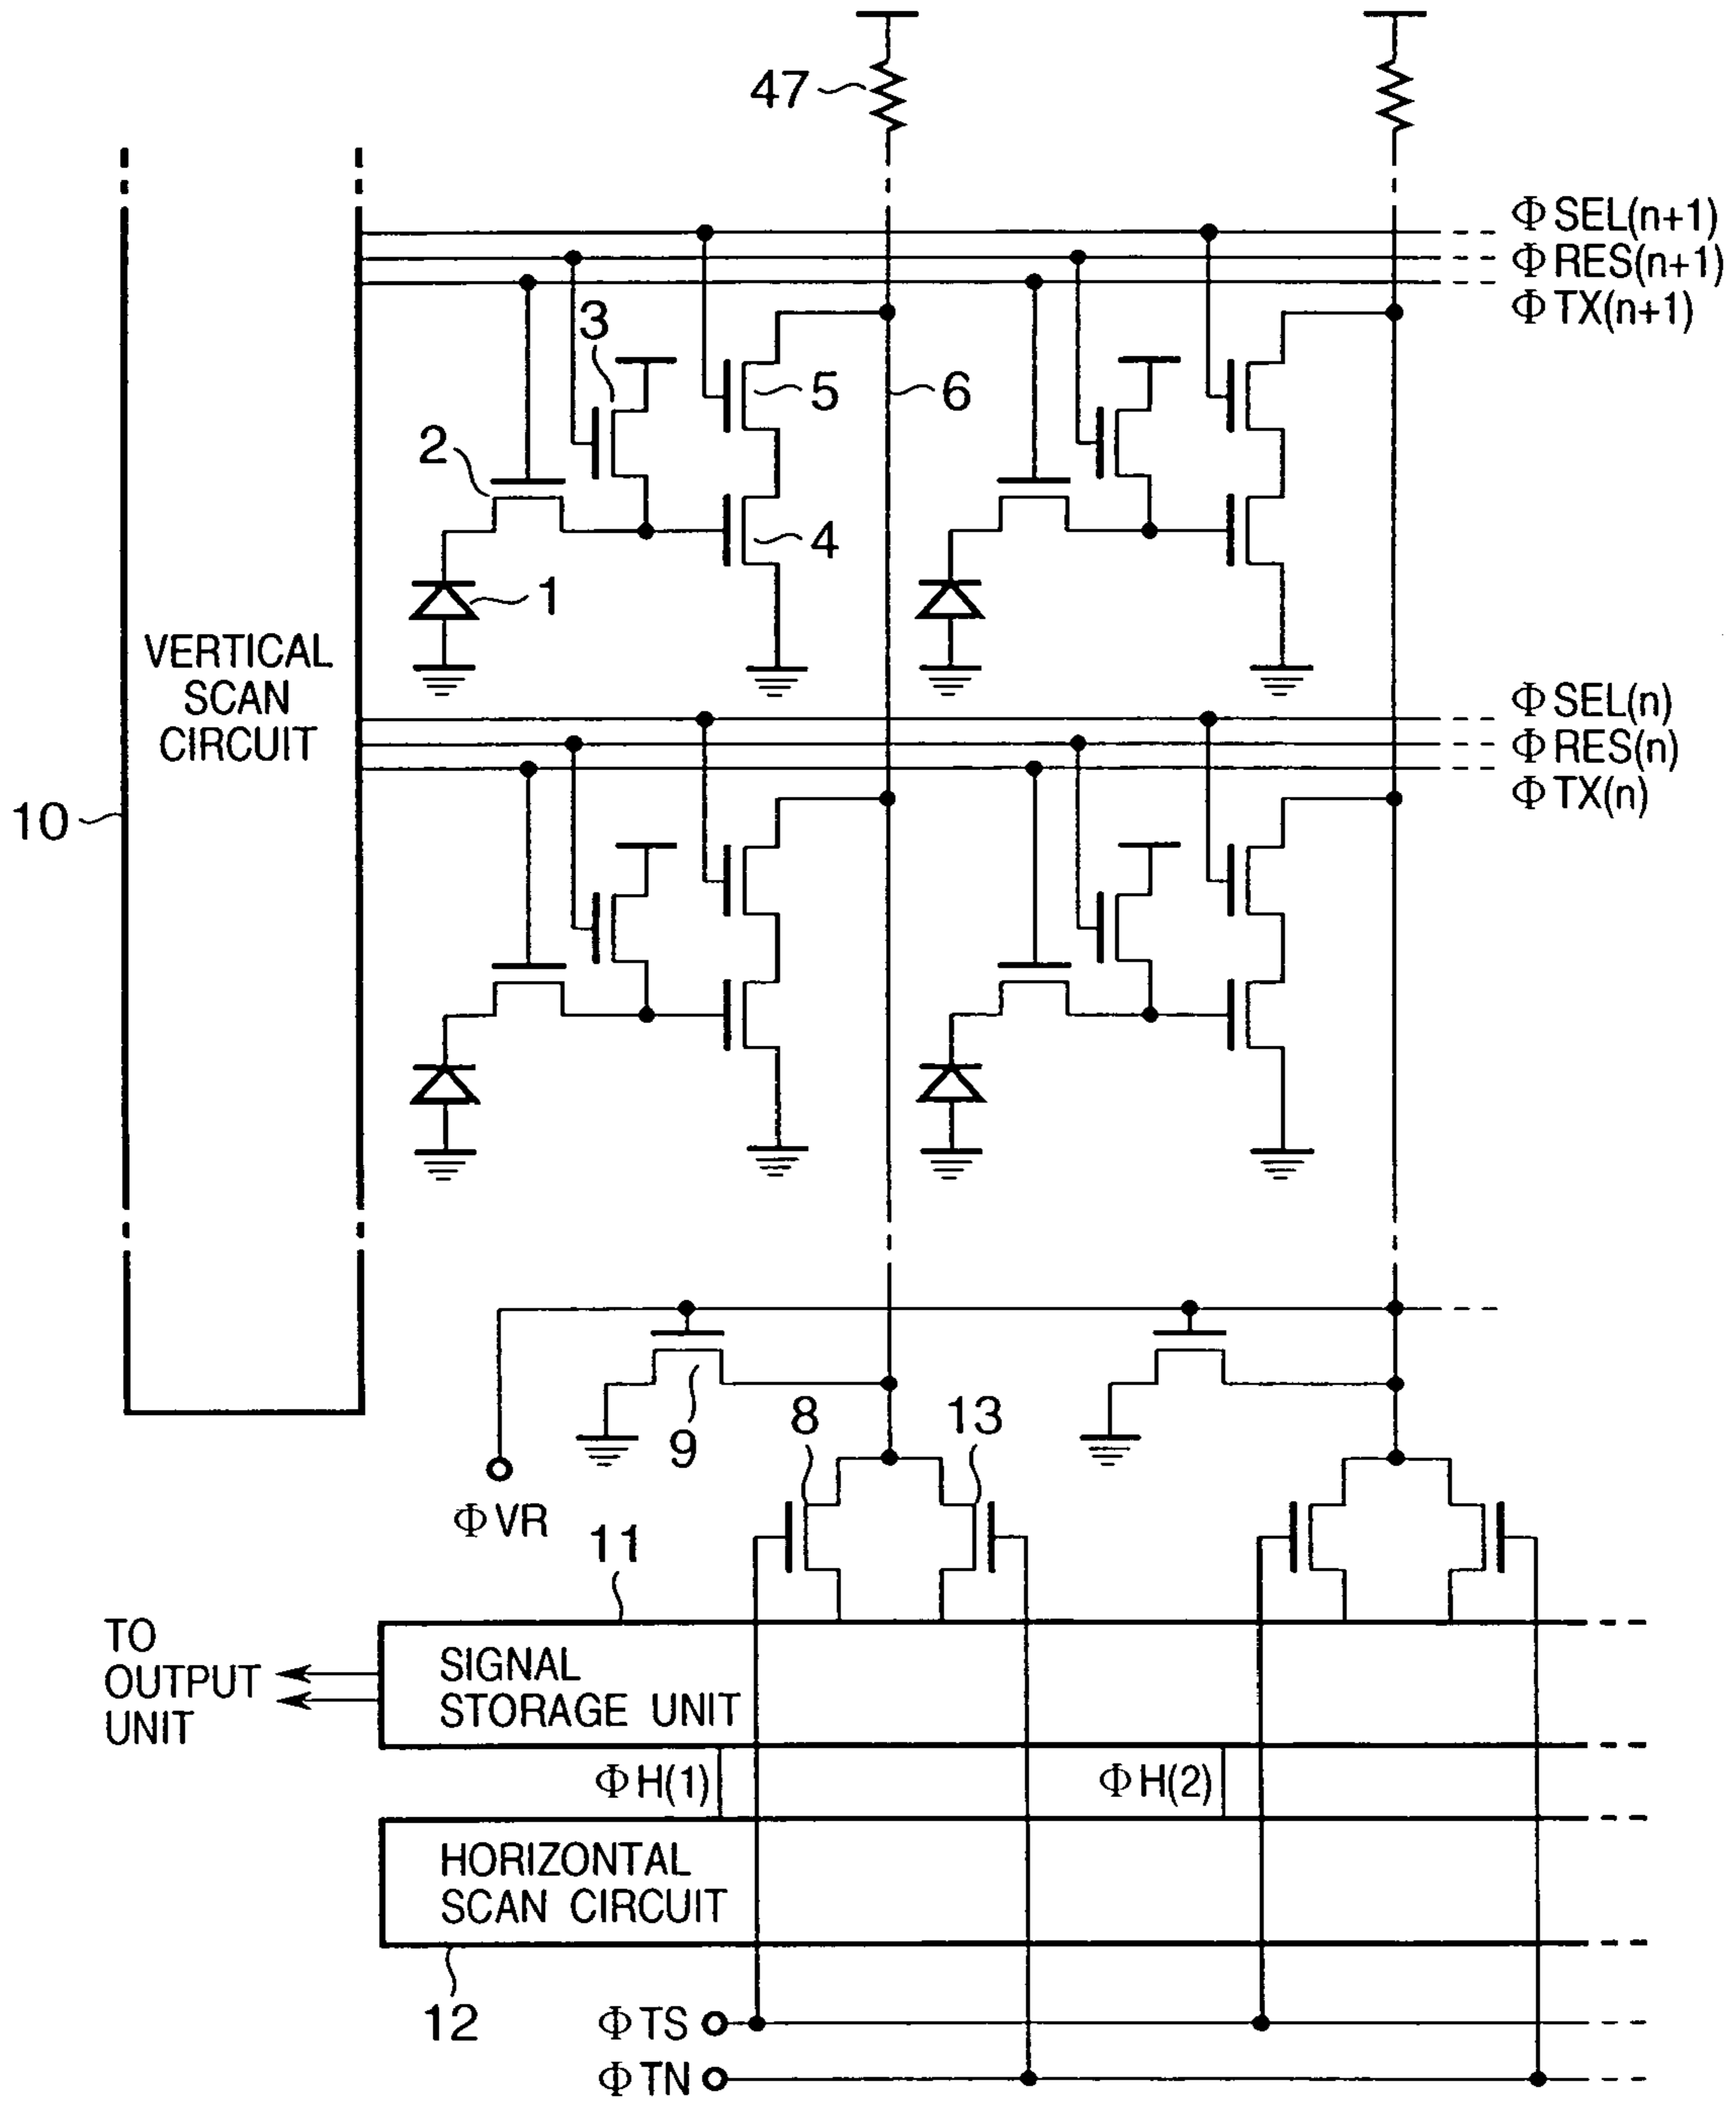 47
ΦSEL(n+1)
ΦRES(n+1)
ΦTX(n+1)
3
5
6
2
4
1
VERTICAL
SCAN
CIRCUIT
ΦSEL(n)
ΦRES(n)
ΦTX(n)
10
8
13
9
ΦVR
11
TO
OUTPUT
UNIT
SIGNAL
STORAGE UNIT
ΦH(1)
ΦH(2)
HORIZONTAL
SCAN CIRCUIT
12
ΦTS
ΦTN